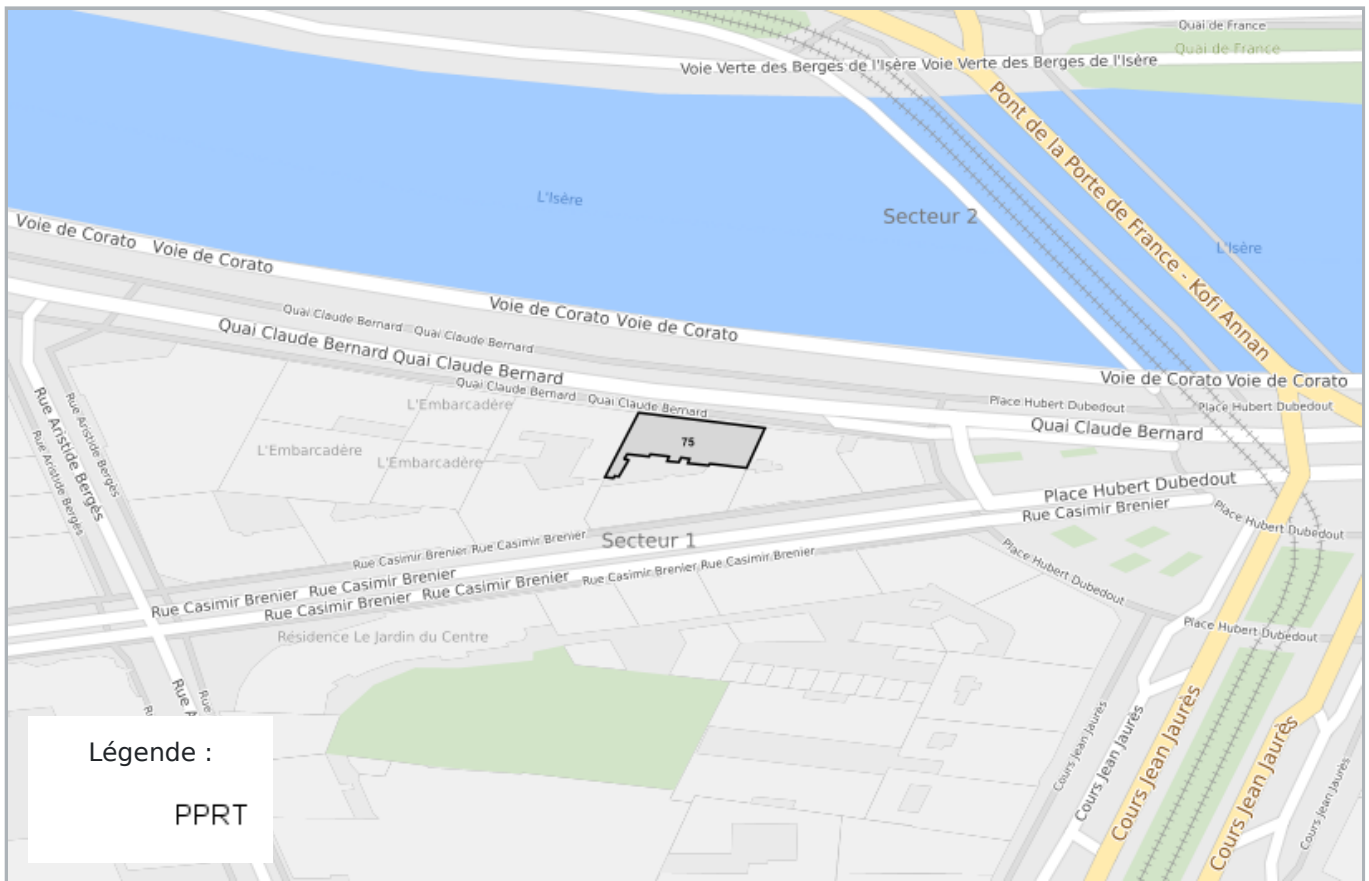 Quai de France
Quai de France
Voie Verte des Berges de l'Isère Voie Verte des Berges de l'Isère
Pont de la Porte de France - Kofi Annan
L'Isère
Secteur 2
L'Isère
Voie de Corato Voie de Corato
Voie de Corato Voie de Corato
Quai Claude Bernard Quai Claude Bernard
Quai Claude Bernard Quai Claude Bernard
Quai Claude Bernard Quai Claude Bernard
Voie de Corato Voie de Corato
Place Hubert Dubedout
Place Hubert Dubedout
Quai Claude Bernard
L'Embarcadère
L'Embarcadère
L'Embarcadère
75
Rue Aristide Bergès
Rue Aristide Bergès
Rue Aristide Bergès
Place Hubert Dubedout
Rue Casimir Brenier
Place Hubert Dubedout
Place Hubert Dubedout
Place Hubert Dubedout
Secteur 1
Rue Casimir Brenier Rue Casimir Brenier
Rue Casimir Brenier Rue Casimir Brenier
Rue Casimir Brenier Rue Casimir Brenier
Rue Casimir Brenier Rue Casimir Brenier
Résidence Le Jardin du Centre
Rue A
Rue
Cours Jean Jaurès
Cours Jean Jaurès
Cours Jean Jaurès
Cours Jean Jaurès
Cours Jean Jaurès
Légende :
PPRT